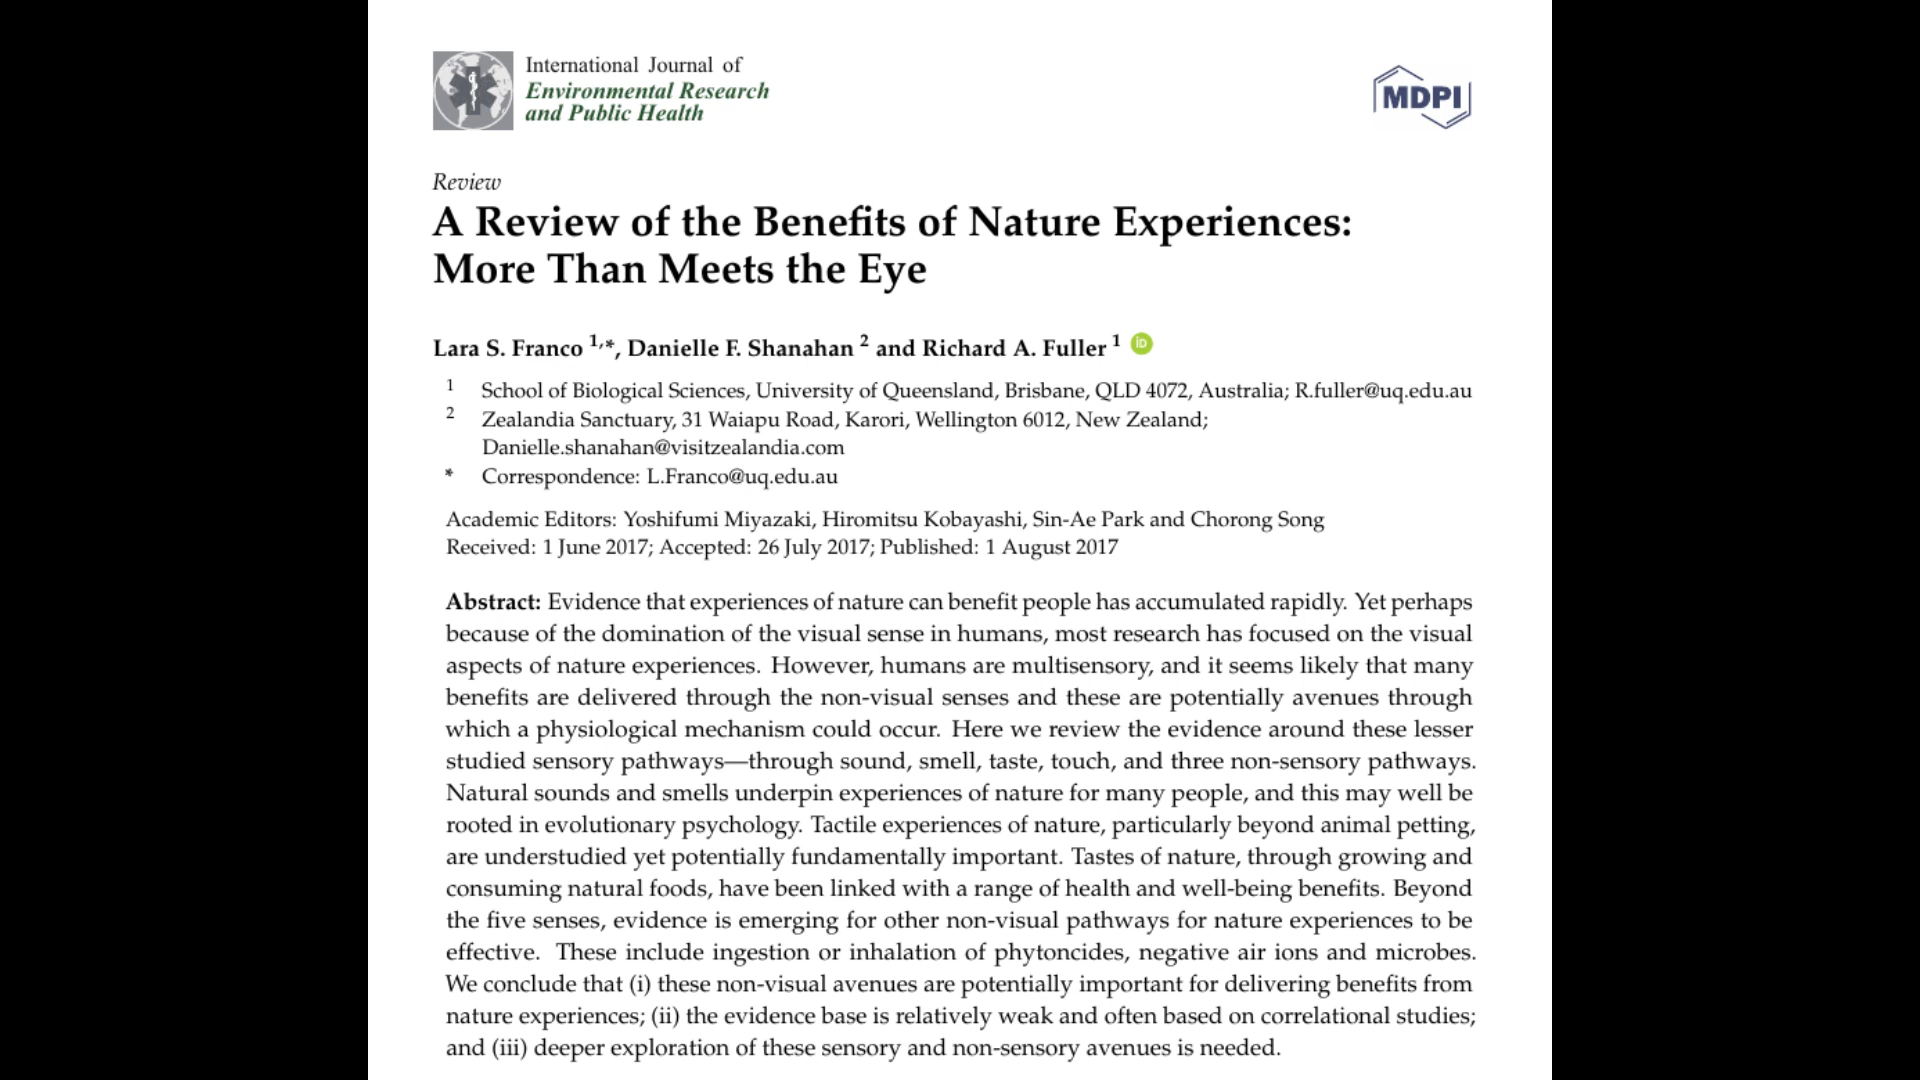 International Journal of
Environmental Research
and Public Health
MDPI
Review
A Review of the Benefits of Nature Experiences:
More Than Meets the Eye
Lara S. Franco 1,*, Danielle F. Shanahan 2 and Richard A. Fuller 1 iD
1 School of Biological Sciences, University of Queensland, Brisbane, QLD 4072, Australia; R.fuller@uq.edu.au
2 Zealandia Sanctuary, 31 Waiapu Road, Karori, Wellington 6012, New Zealand;
Danielle.shanahan@visitzealandia.com
* Correspondence: L.Franco@uq.edu.au
Academic Editors: Yoshifumi Miyazaki, Hiromitsu Kobayashi, Sin-Ae Park and Chorong Song
Received: 1 June 2017; Accepted: 26 July 2017; Published: 1 August 2017
Abstract: Evidence that experiences of nature can benefit people has accumulated rapidly. Yet perhaps
because of the domination of the visual sense in humans, most research has focused on the visual
aspects of nature experiences. However, humans are multisensory, and it seems likely that many
benefits are delivered through the non-visual senses and these are potentially avenues through
which a physiological mechanism could occur. Here we review the evidence around these lesser
studied sensory pathways—through sound, smell, taste, touch, and three non-sensory pathways.
Natural sounds and smells underpin experiences of nature for many people, and this may well be
rooted in evolutionary psychology. Tactile experiences of nature, particularly beyond animal petting,
are understudied yet potentially fundamentally important. Tastes of nature, through growing and
consuming natural foods, have been linked with a range of health and well-being benefits. Beyond
the five senses, evidence is emerging for other non-visual pathways for nature experiences to be
effective. These include ingestion or inhalation of phytoncides, negative air ions and microbes.
We conclude that (i) these non-visual avenues are potentially important for delivering benefits from
nature experiences; (ii) the evidence base is relatively weak and often based on correlational studies;
and (iii) deeper exploration of these sensory and non-sensory avenues is needed.